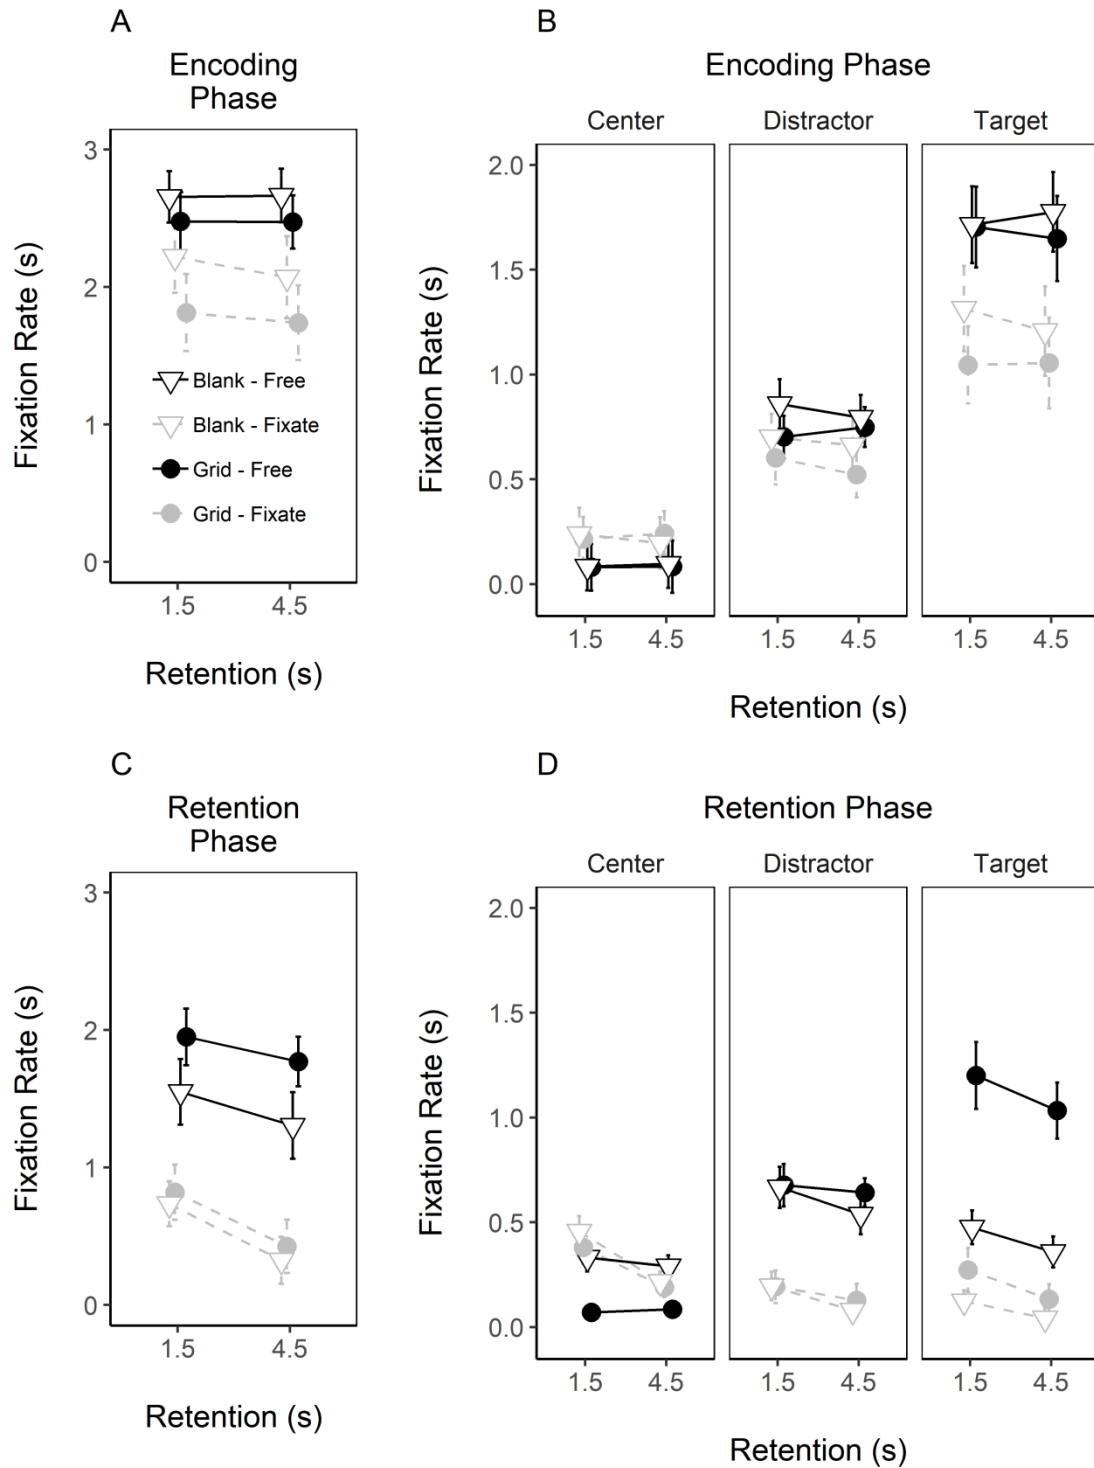 A
Encoding
Phase
Fixation Rate (s)
3
2
1
0
Blank - Free
Blank - Fixate
Grid - Free
Grid - Fixate
1.5 4.5
Retention (s)
B
Encoding Phase
Center Distractor Target
Fixation Rate (s)
2.0
1.5
1.0
0.5
0.0
1.5 4.5 1.5 4.5 1.5 4.5
Retention (s)
C
Retention
Phase
Fixation Rate (s)
3
2
1
0
1.5 4.5
Retention (s)
D
Retention Phase
Center Distractor Target
Fixation Rate (s)
2.0
1.5
1.0
0.5
0.0
1.5 4.5 1.5 4.5 1.5 4.5
Retention (s)